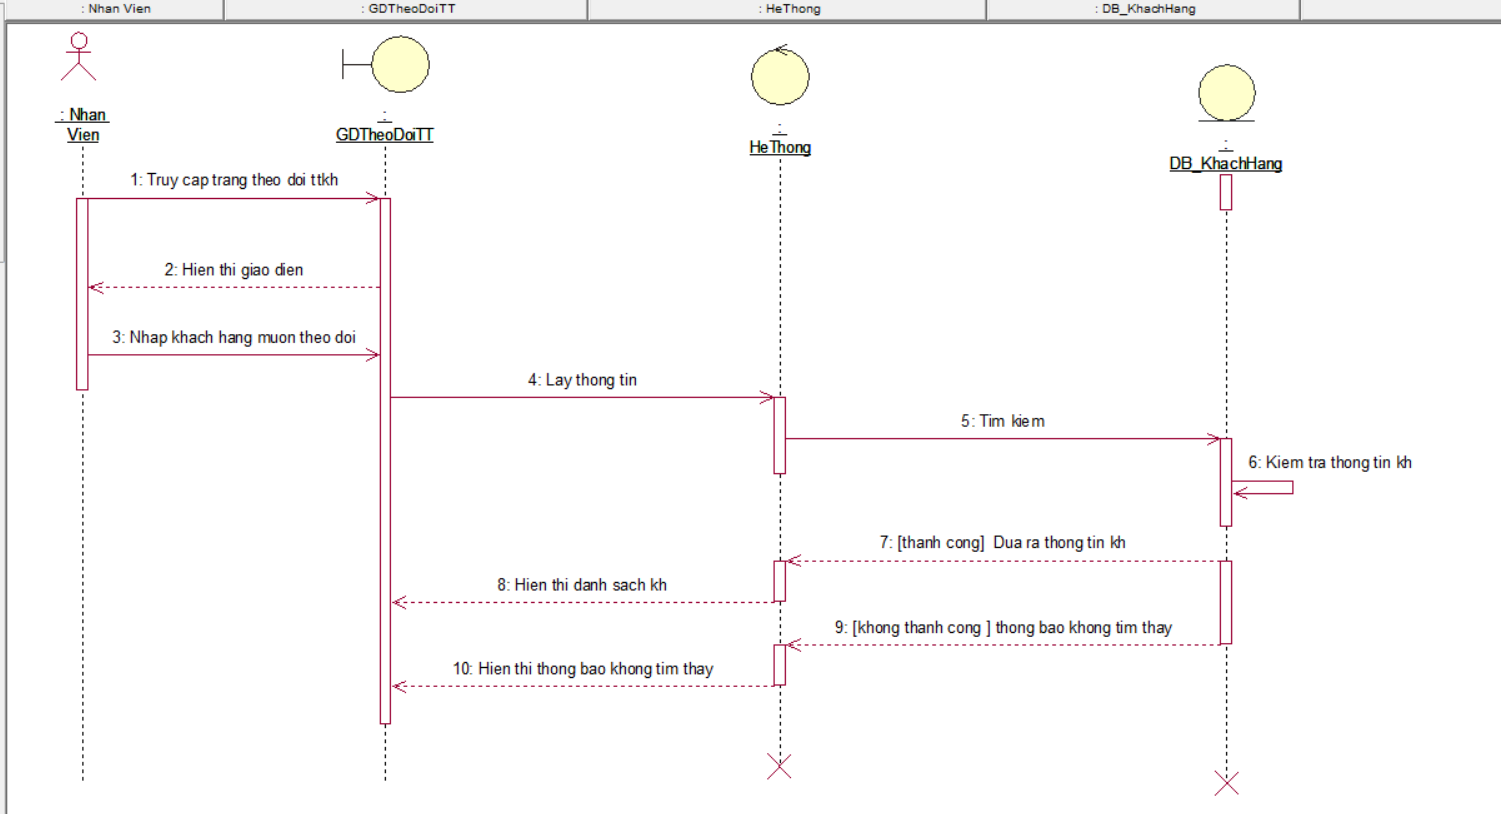 : Nhan Vien
: GDTheoDoiTT
: HeThong
: DB_KhachHang
: Nhan
Vien
:
GDTheoDoiTT
:
HeThong
:
DB_KhachHang
1: Truy cap trang theo doi ttkh
2: Hien thi giao dien
3: Nhap khach hang muon theo doi
4: Lay thong tin
5: Tim kiem
6: Kiem tra thong tin kh
7: [thanh cong] Dua ra thong tin kh
8: Hien thi danh sach kh
9: [khong thanh cong ] thong bao khong tim thay
10: Hien thi thong bao khong tim thay